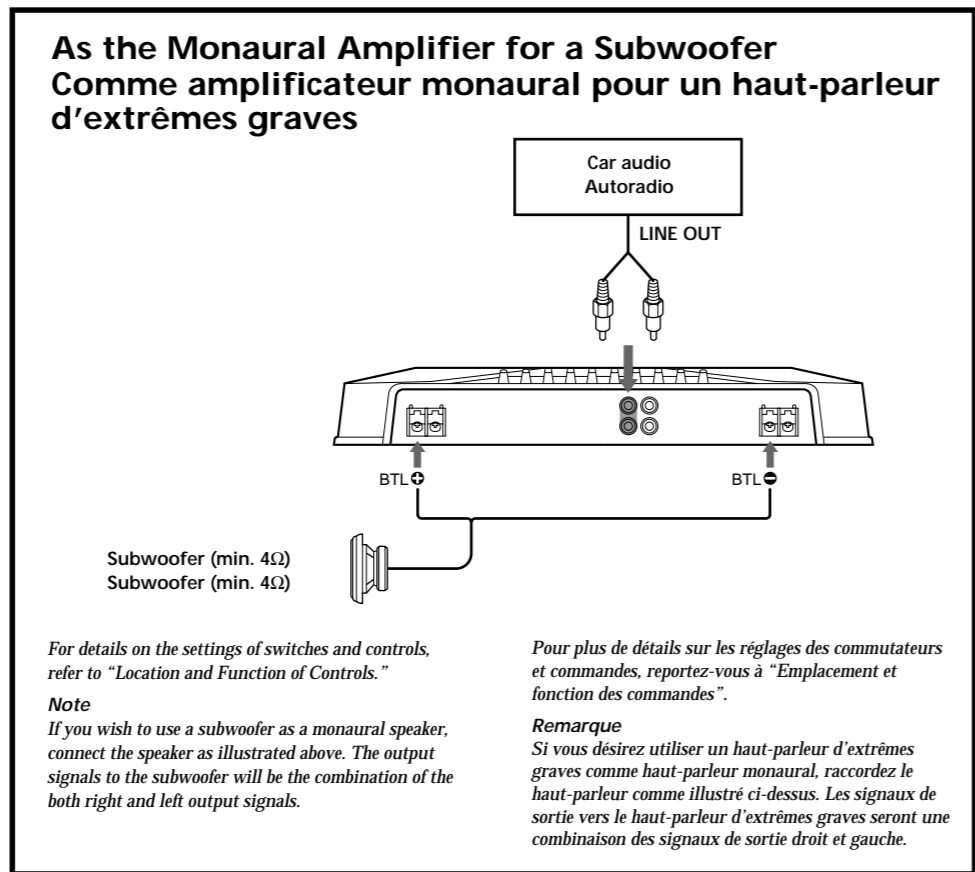 As the Monaural Amplifier for a Subwoofer
Comme amplificateur monaural pour un haut-parleur
d'extrêmes graves
Car audio
Autoradio
LINE OUT
BTL ⊕
BTL ⊖
Subwoofer (min. 4Ω)
Subwoofer (min. 4Ω)
For details on the settings of switches and controls,
refer to “Location and Function of Controls.”
Note
If you wish to use a subwoofer as a monaural speaker,
connect the speaker as illustrated above. The output
signals to the subwoofer will be the combination of the
both right and left output signals.
Pour plus de détails sur les réglages des commutateurs
et commandes, reportez-vous à “Emplacement et
fonction des commandes”.
Remarque
Si vous désirez utiliser un haut-parleur d'extrêmes
graves comme haut-parleur monaural, raccordez le
haut-parleur comme illustré ci-dessus. Les signaux de
sortie vers le haut-parleur d'extrêmes graves seront une
combinaison des signaux de sortie droit et gauche.